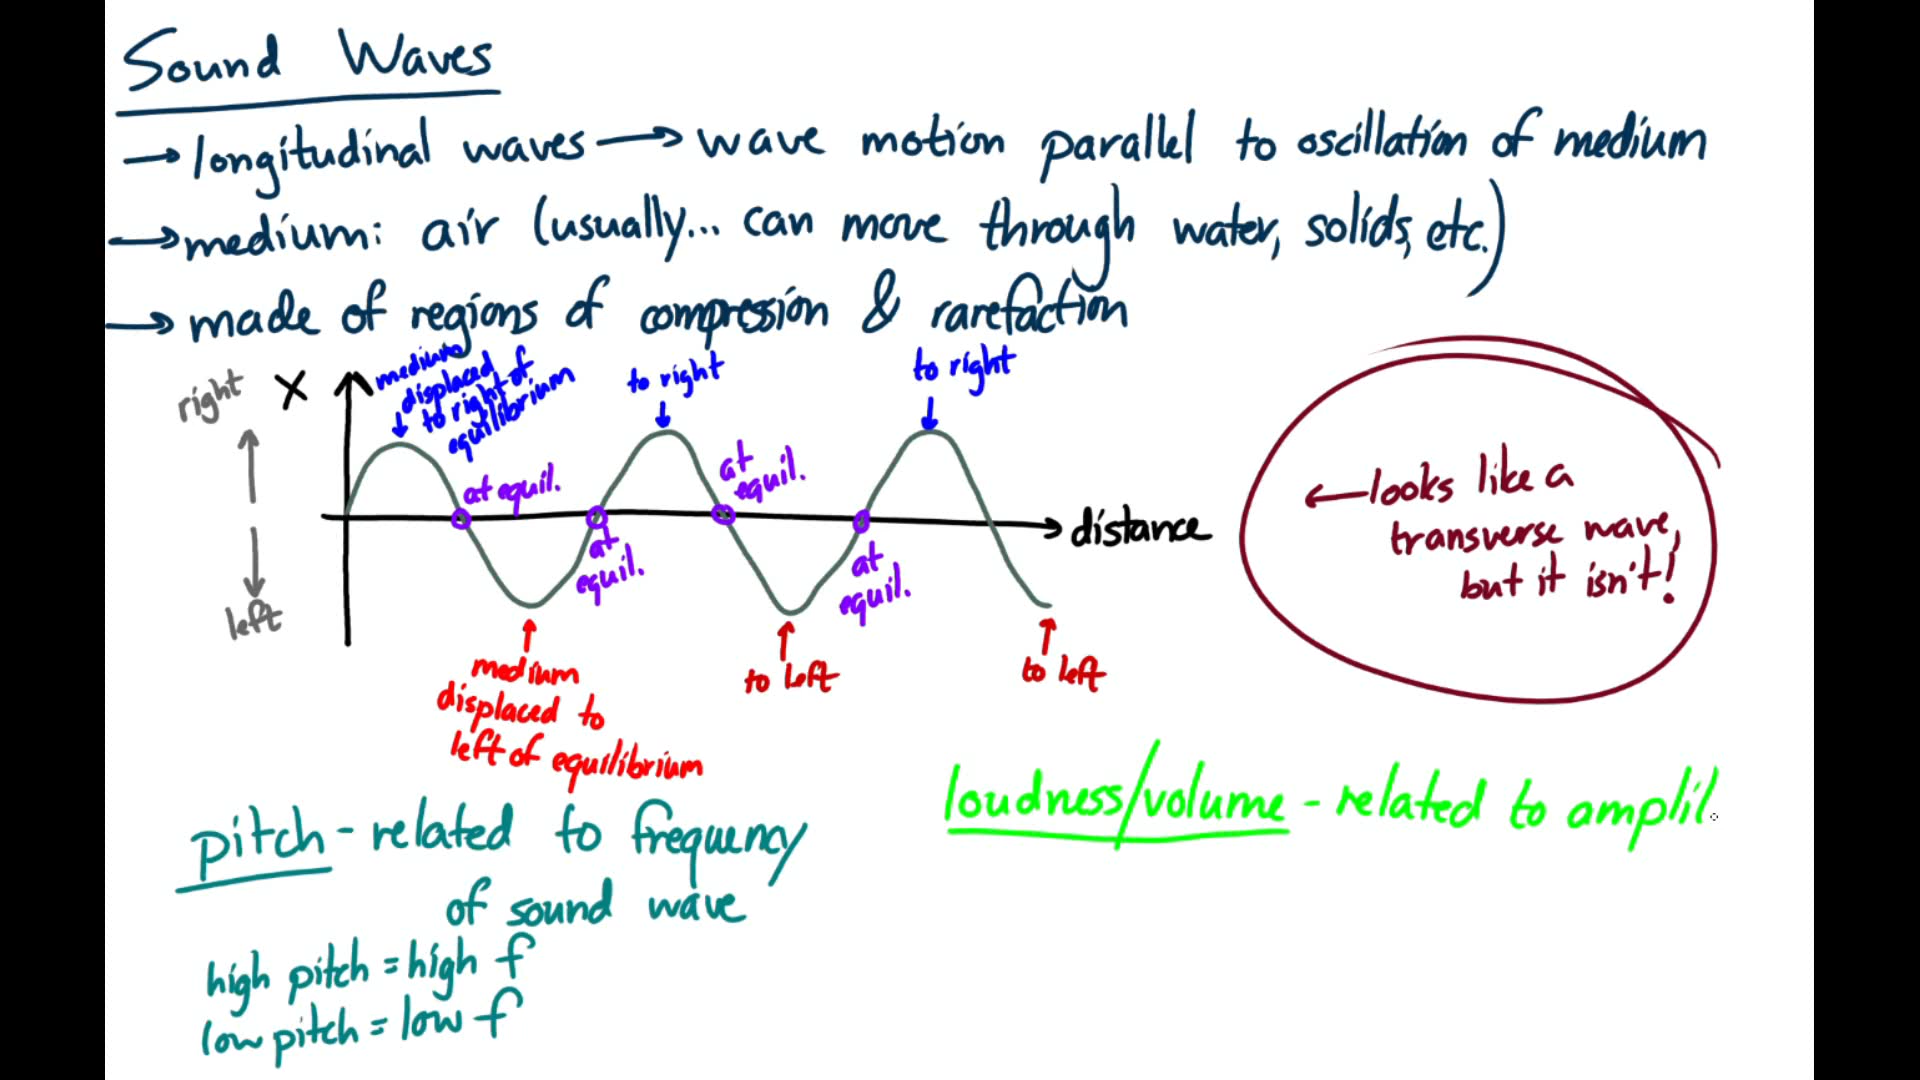 Sound Waves
→ longitudinal waves → wave motion parallel to oscillation of medium
→ medium: air (usually... can move through water, solids, etc.)
→ made of regions of compression & rarefaction
right
X
medium
displaced
to right of
equilibrium
to right
to right
at equil.
at
equil.
at
equil.
at
equil.
distance
left
medium
displaced to
left of equilibrium
to left
to left
← looks like a
transverse wave,
but it isn't!
pitch - related to frequency
of sound wave
high pitch = high f
low pitch = low f
loudness/volume - related to amplit